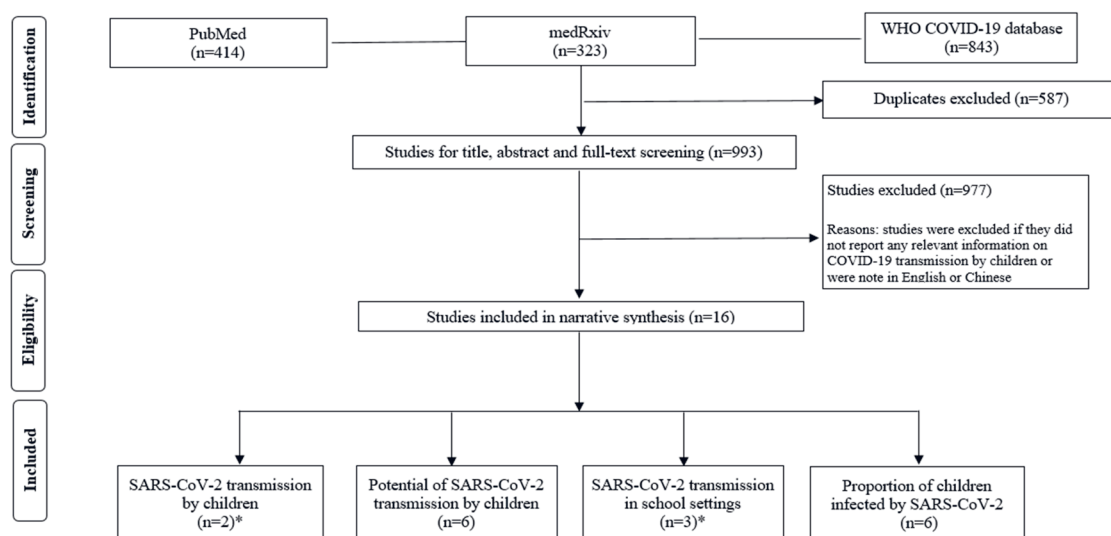 Identification
PubMed
(n=414)
medRxiv
(n=323)
WHO COVID-19 database
(n=843)
Duplicates excluded (n=587)
Screening
Studies for title, abstract and full-text screening (n=993)
Studies excluded (n=977)
Reasons: studies were excluded if they did
not report any relevant information on
COVID-19 transmission by children or
were note in English or Chinese
Eligibility
Studies included in narrative synthesis (n=16)
Included
SARS-CoV-2 transmission
by children
(n=2)*
Potential of SARS-CoV-2
transmission by children
(n=6)
SARS-CoV-2 transmission
in school settings
(n=3)*
Proportion of children
infected by SARS-CoV-2
(n=6)